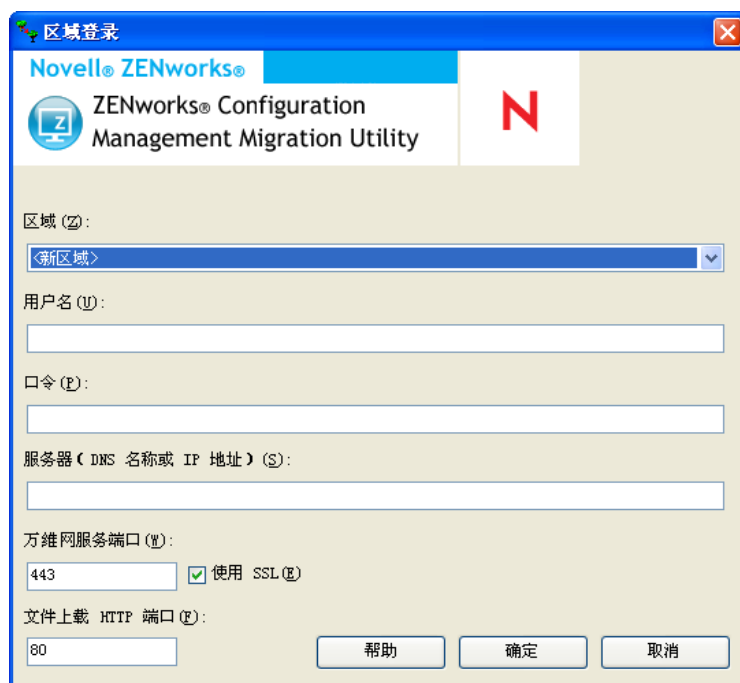 区域登录
Novell® ZENworks®
ZENworks® Configuration
Management Migration Utility
N
区域(Z):
<新区域>
用户名(U):
口令(P):
服务器(DNS 名称或 IP 地址)(S):
万维网服务端口(W):
443
使用 SSL(E)
文件上载 HTTP 端口(F):
80
帮助
确定
取消